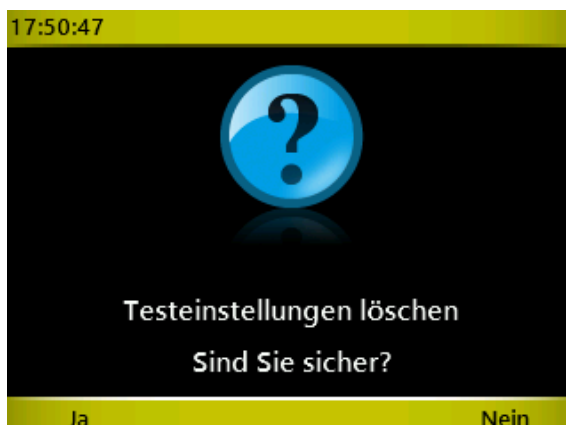 17:50:47
?
Testeinstellungen löschen
Sind Sie sicher?
Ja Nein